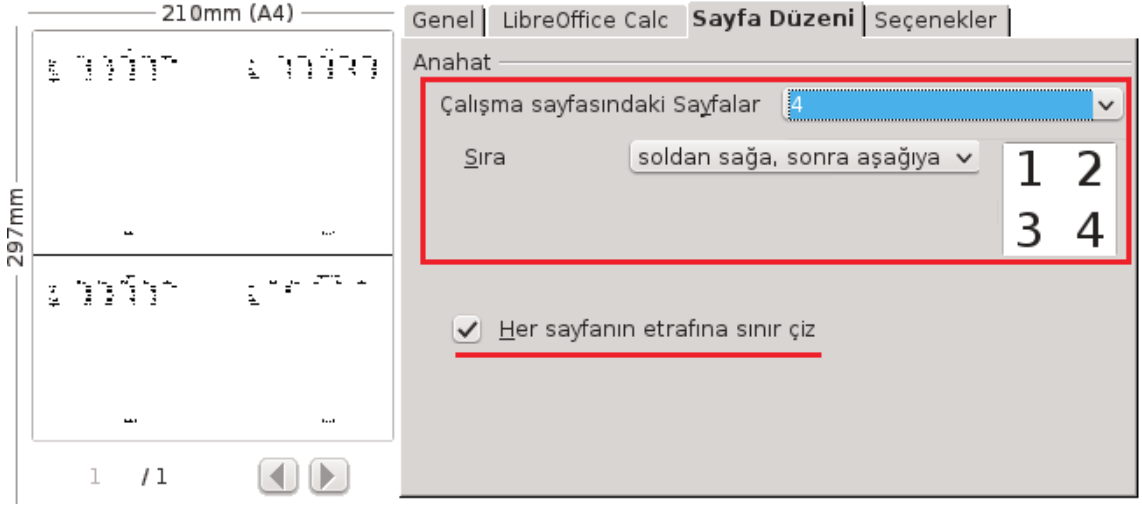 210mm (A4)
297mm
1 / 1
Genel LibreOffice Calc Sayfa Düzeni Seçenekler
Anahat
Çalışma sayfasındaki Sayfalar 4
Sıra soldan sağa, sonra aşağıya
1 2
3 4
Her sayfanın etrafına sınır çiz